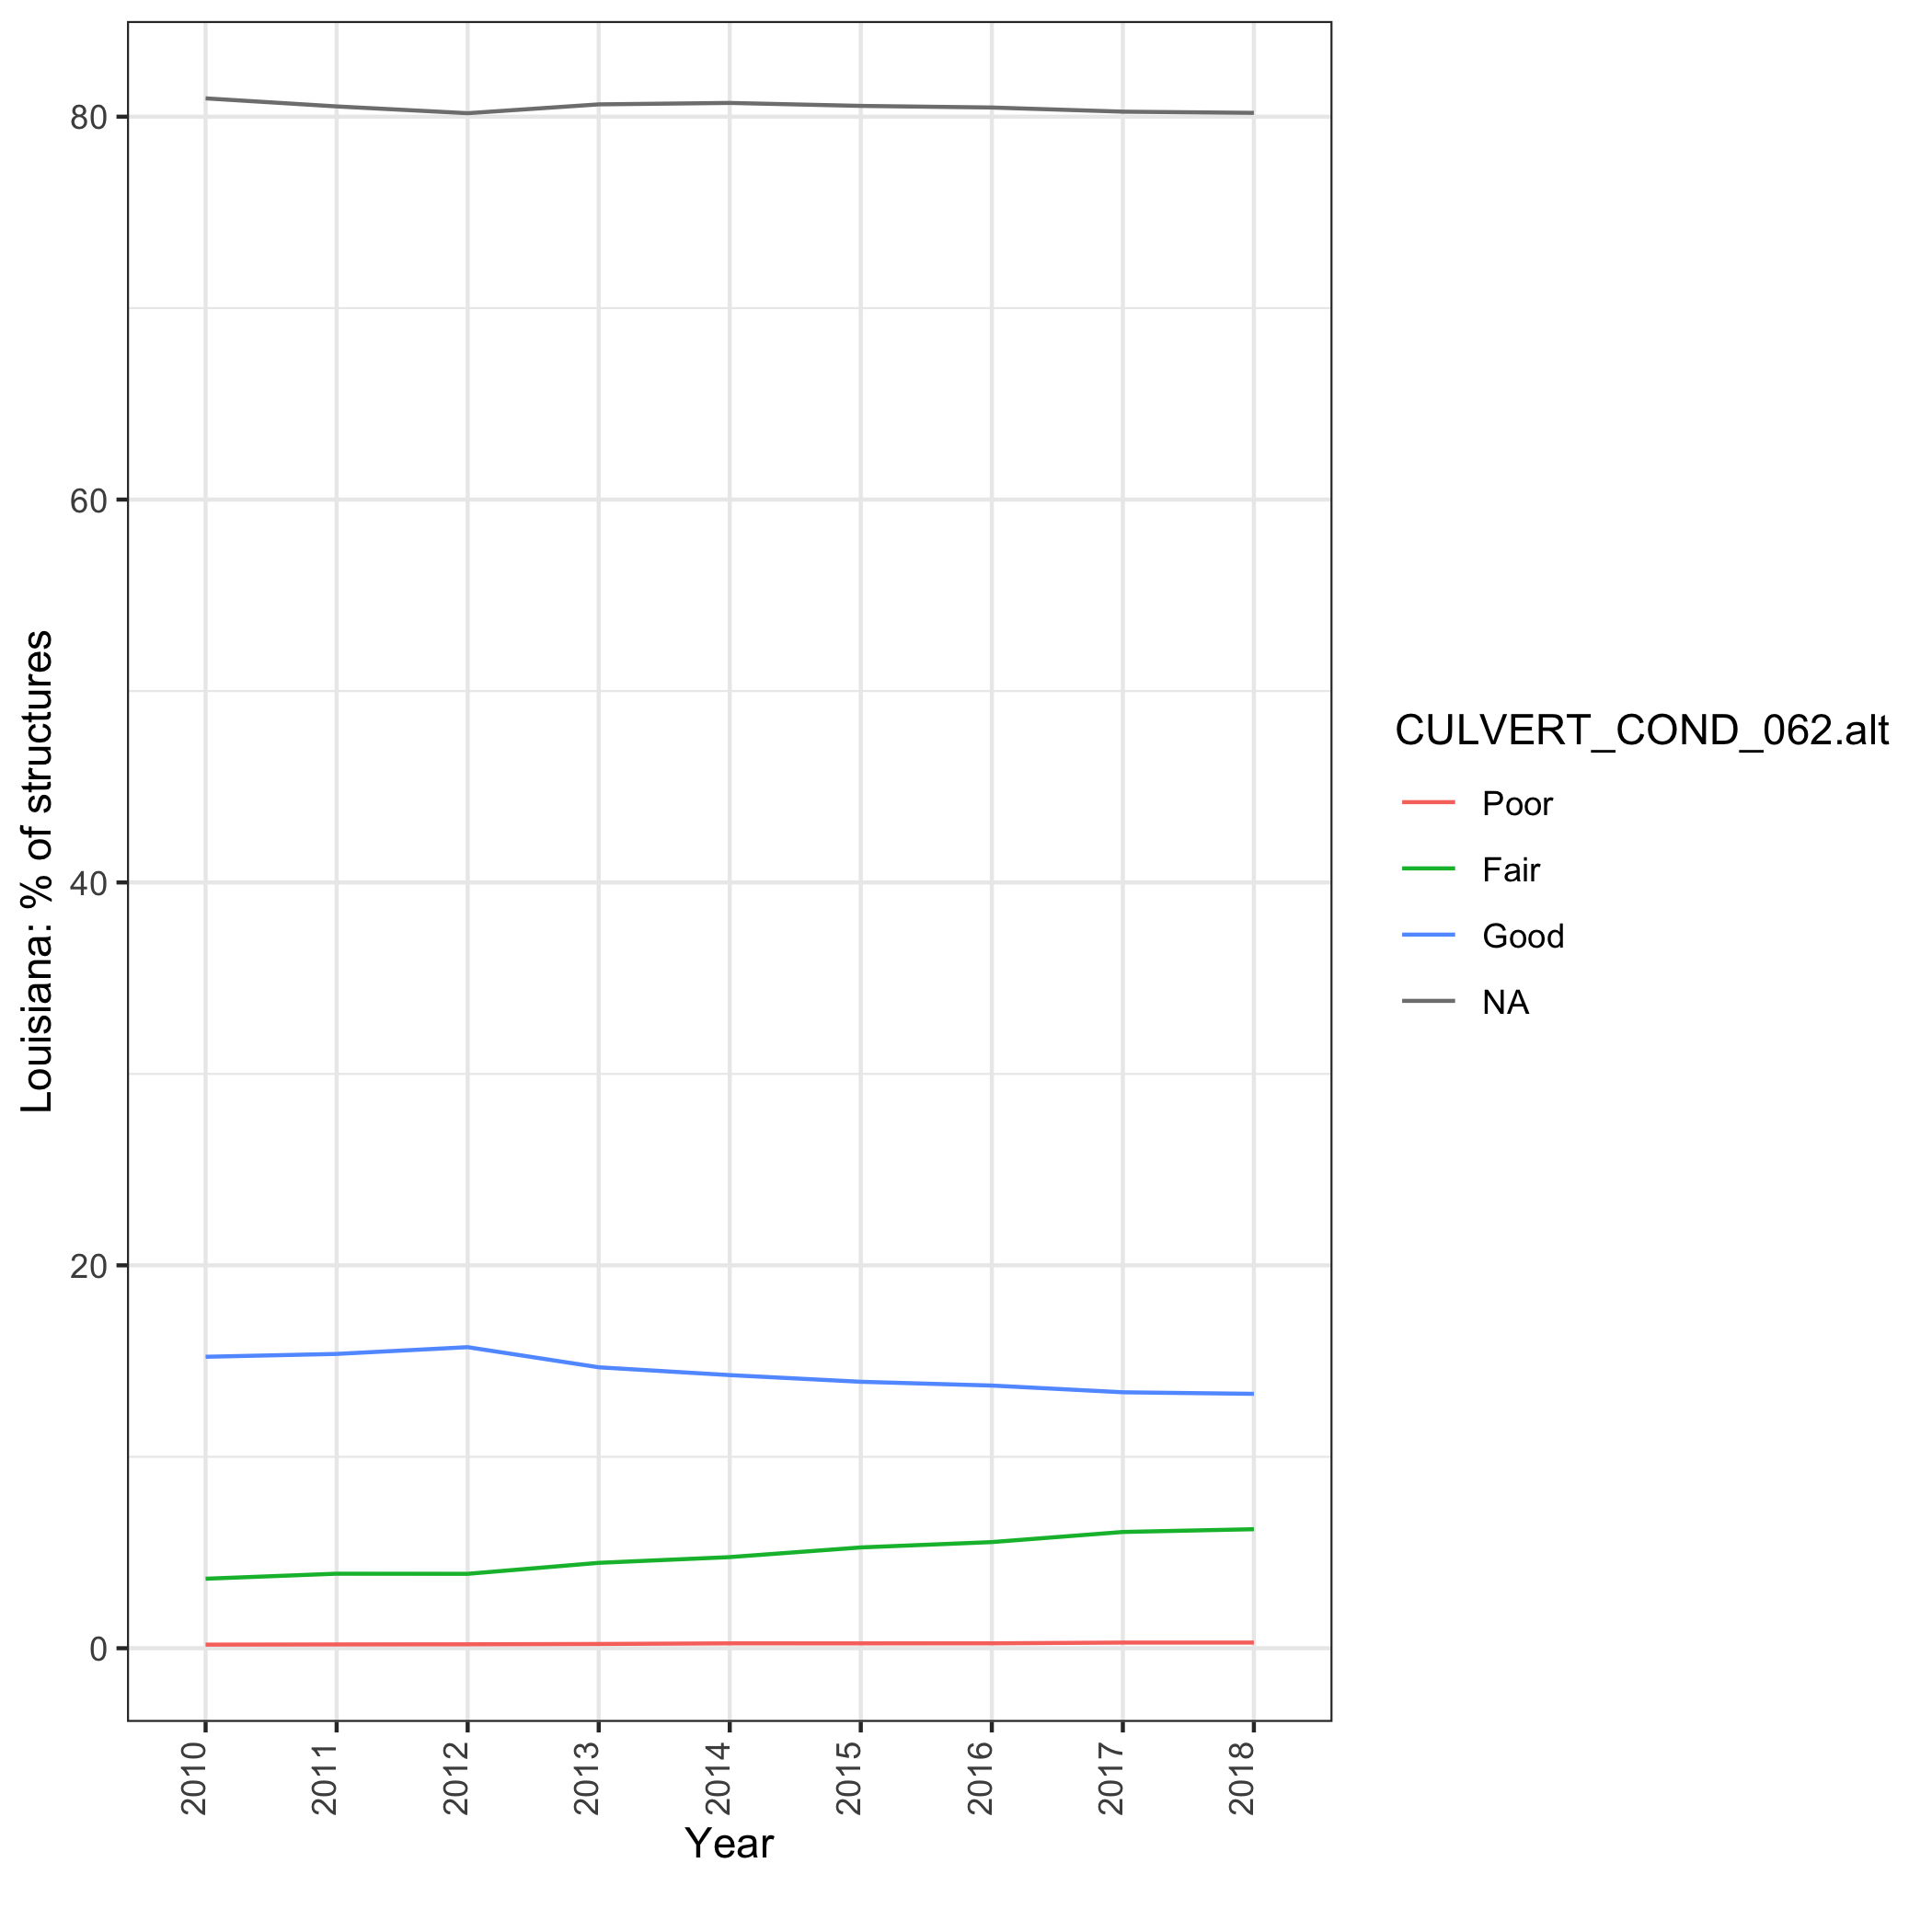 Louisiana: % of structures
80
60
40
20
0
2010
2011
2012
2013
2014
2015
2016
2017
2018
Year
CULVERT_COND_062.alt
Poor
Fair
Good
NA